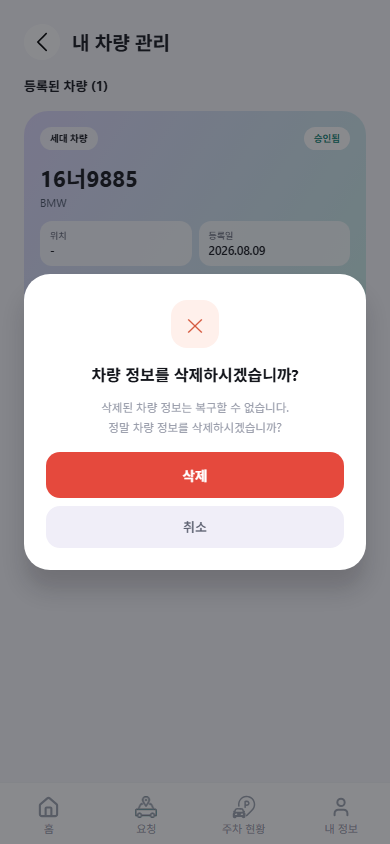 내 차량 관리
등록된 차량 (1)
세대 차량
승인됨
16너9885
BMW
위치
등록일
-
2026.08.09
차량 정보를 삭제하시겠습니까?
삭제된 차량 정보는 복구할 수 없습니다.
정말 차량 정보를 삭제하시겠습니까?
삭제
취소
홈
요청
주차 현황
내 정보